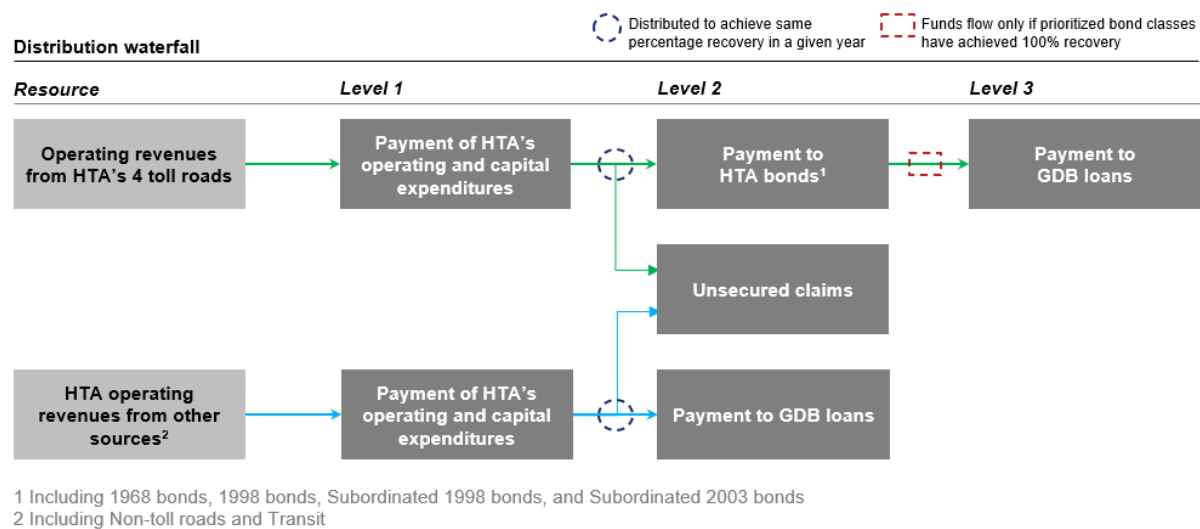 Distributed to achieve same
percentage recovery in a given year
Funds flow only if prioritized bond classes
have achieved 100% recovery
Distribution waterfall
Resource
Level 1
Level 2
Level 3
Operating revenues
from HTA's 4 toll roads
Payment of HTA's
operating and capital
expenditures
Payment to
HTA bonds¹
Payment to
GDB loans
Unsecured claims
HTA operating
revenues from other
sources²
Payment of HTA's
operating and capital
expenditures
Payment to GDB loans
1 Including 1968 bonds, 1998 bonds, Subordinated 1998 bonds, and Subordinated 2003 bonds
2 Including Non-toll roads and Transit